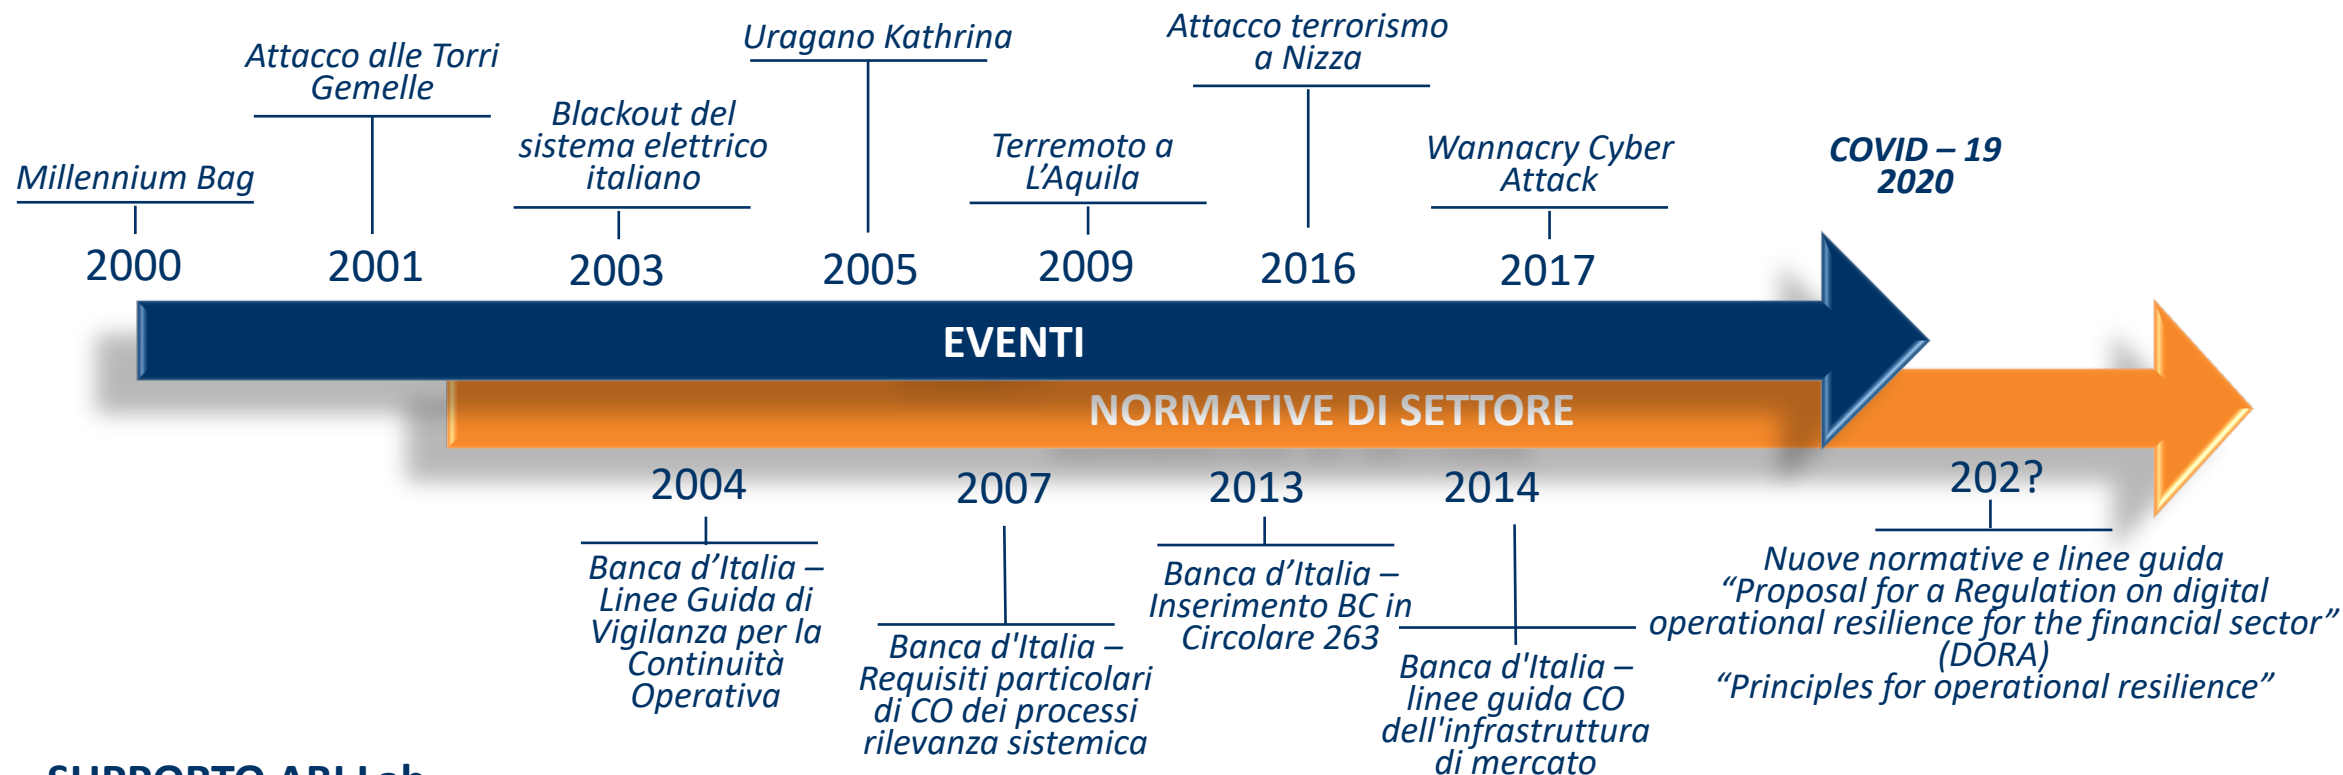 Millennium Bag
2000
Attacco alle Torri
Gemelle
2001
Blackout del
sistema elettrico
italiano
2003
Uragano Kathrina
2005
Terremoto a
L’Aquila
2009
Attacco terrorismo
a Nizza
2016
Wannacry Cyber
Attack
2017
COVID – 19
2020
EVENTI
NORMATIVE DI SETTORE
2004
Banca d’Italia –
Linee Guida di
Vigilanza per la
Continuità
Operativa
2007
Banca d'Italia –
Requisiti particolari
di CO dei processi
rilevanza sistemica
2013
Banca d’Italia –
Inserimento BC in
Circolare 263
2014
Banca d'Italia –
linee guida CO
dell'infrastruttura
di mercato
202?
Nuove normative e linee guida
“Proposal for a Regulation on digital
operational resilience for the financial sector”
(DORA)
“Principles for operational resilience”
SUPPORTO ABI Lab